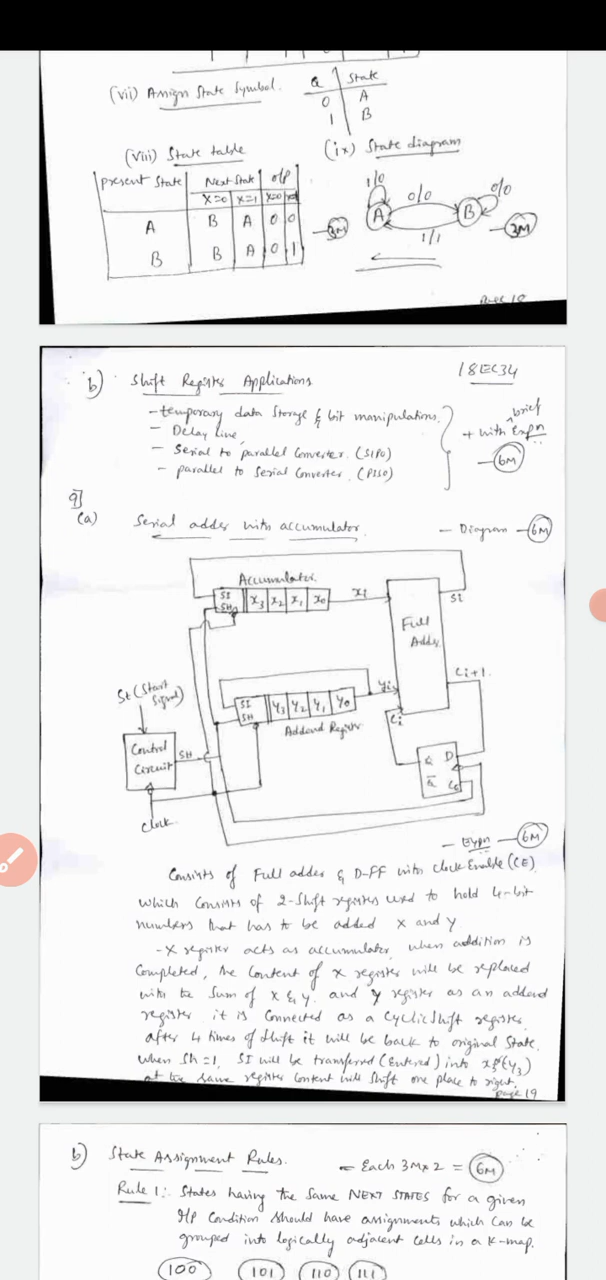 (vii) Assign State Symbol.
Q State
0 A
1 B
(viii) State table
present State Next State o/p
X=0 X=1 X=0
A B A 0 0
B B A 0 1
3M
(ix) State diagram
1/0
0/0
0/0
A
B
1/1
2M
18EC34
b) Shift Register Applications
- temporary data Storage & bit manipulations.
- Delay line,
- Serial to parallel Converter. (SIPO)
- parallel to Serial Converter. (PISO)
+ with brief Expn
6M
9]
(a) Serial adder with accumulator. - Diagram - 6M
Accumulator.
SI
SH
x3 x2 x1 x0
xi
Full
Adder
si
St (Start
Signal)
SI
SH
y3 y2 y1 y0
yi
Addend Register
Ci
Ci+1
Control
Circuit
SH
Q D
Q
CE
Clock
- Expn - 6M
Consists of Full adder & D-FF with clock Enable (CE)
which consists of 2-Shift registers used to hold 4-bit
numbers that has to be added X and Y
- X register acts as accumulator, when addition is
Completed, the Content of X register will be replaced
with the Sum of X & Y. and Y register as an addend
register it is Connected as a Cyclic Shift register
after 4 times of shift it will be back to original State.
When Sh=1, SI will be transferred (Entered) into (y3)
at the same register Content will Shift one place to right.
page 19
b) State Assignment Rules. - Each 3M x 2 = 6M
Rule 1: States having the Same NEXT STATES for a given
I/p Condition should have assignments which can be
grouped into logically adjacent cells in a K-map.
100 101 110 111